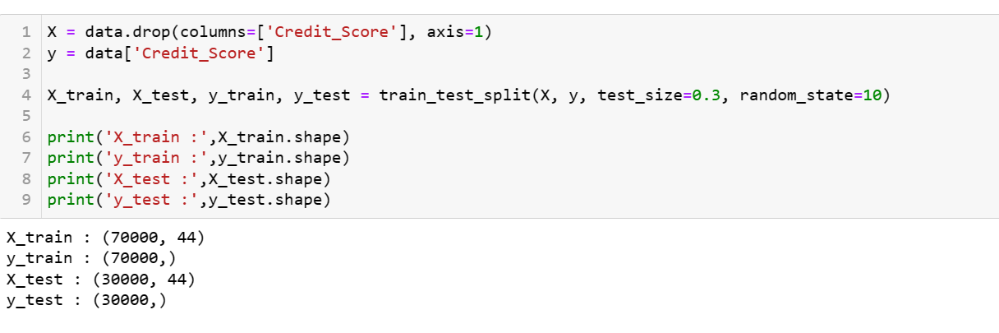 1 X = data.drop(columns=['Credit_Score'], axis=1)
2 y = data['Credit_Score']
3
4 X_train, X_test, y_train, y_test = train_test_split(X, y, test_size=0.3, random_state=10)
5
6 print('X_train :',X_train.shape)
7 print('y_train :',y_train.shape)
8 print('X_test :',X_test.shape)
9 print('y_test :',y_test.shape)
X_train : (70000, 44)
y_train : (70000,)
X_test : (30000, 44)
y_test : (30000,)